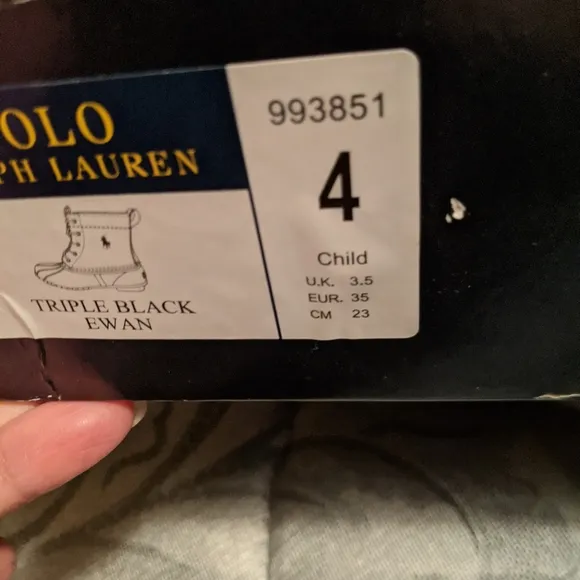 OLO
PH LAUREN
TRIPLE BLACK
EWAN
993851
4
Child
U.K. 3.5
EUR. 35
CM 23